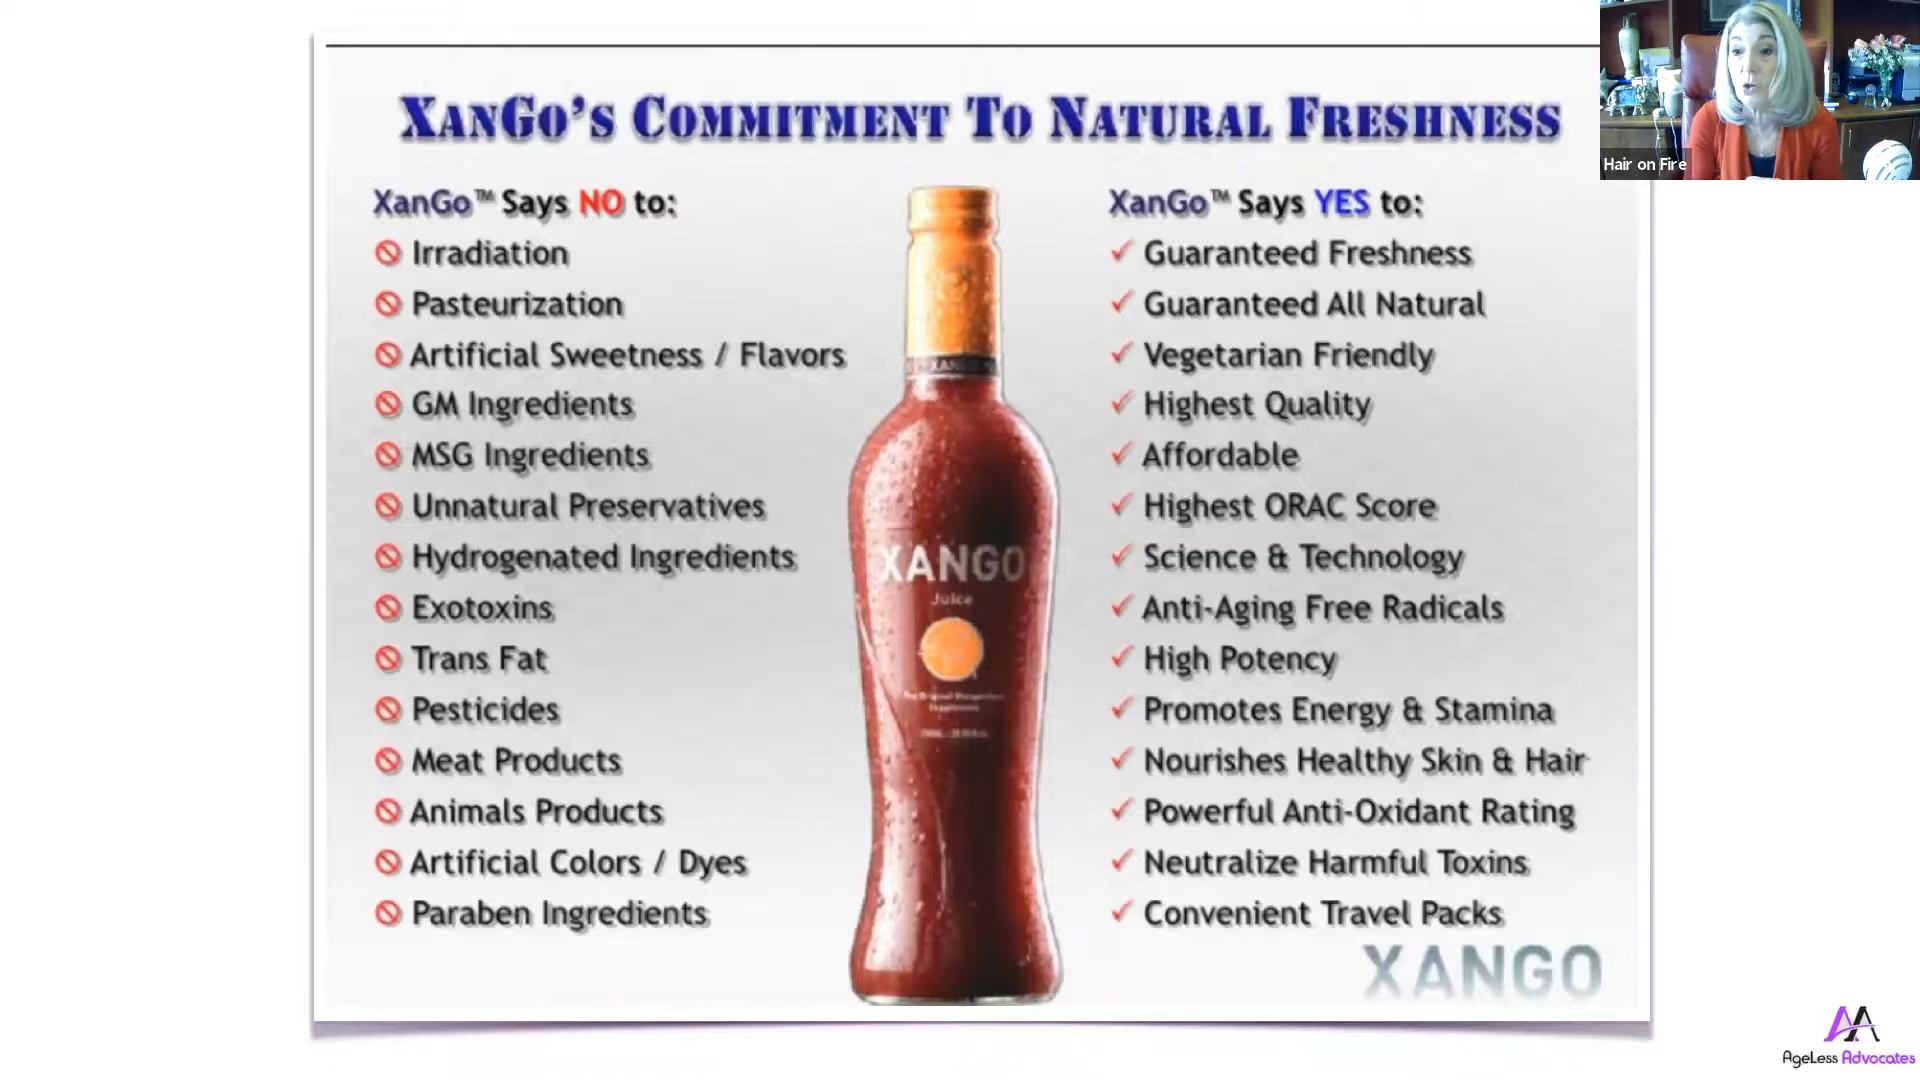 XanGo's Commitment To Natural Freshness
Hair on Fire
XanGo™ Says NO to:
Irradiation
Pasteurization
Artificial Sweetness / Flavors
GM Ingredients
MSG Ingredients
Unnatural Preservatives
Hydrogenated Ingredients
Exotoxins
Trans Fat
Pesticides
Meat Products
Animals Products
Artificial Colors / Dyes
Paraben Ingredients
XANGO
Juice
XanGo™ Says YES to:
Guaranteed Freshness
Guaranteed All Natural
Vegetarian Friendly
Highest Quality
Affordable
Highest ORAC Score
Science & Technology
Anti-Aging Free Radicals
High Potency
Promotes Energy & Stamina
Nourishes Healthy Skin & Hair
Powerful Anti-Oxidant Rating
Neutralize Harmful Toxins
Convenient Travel Packs
XANGO
AgeLess Advocates